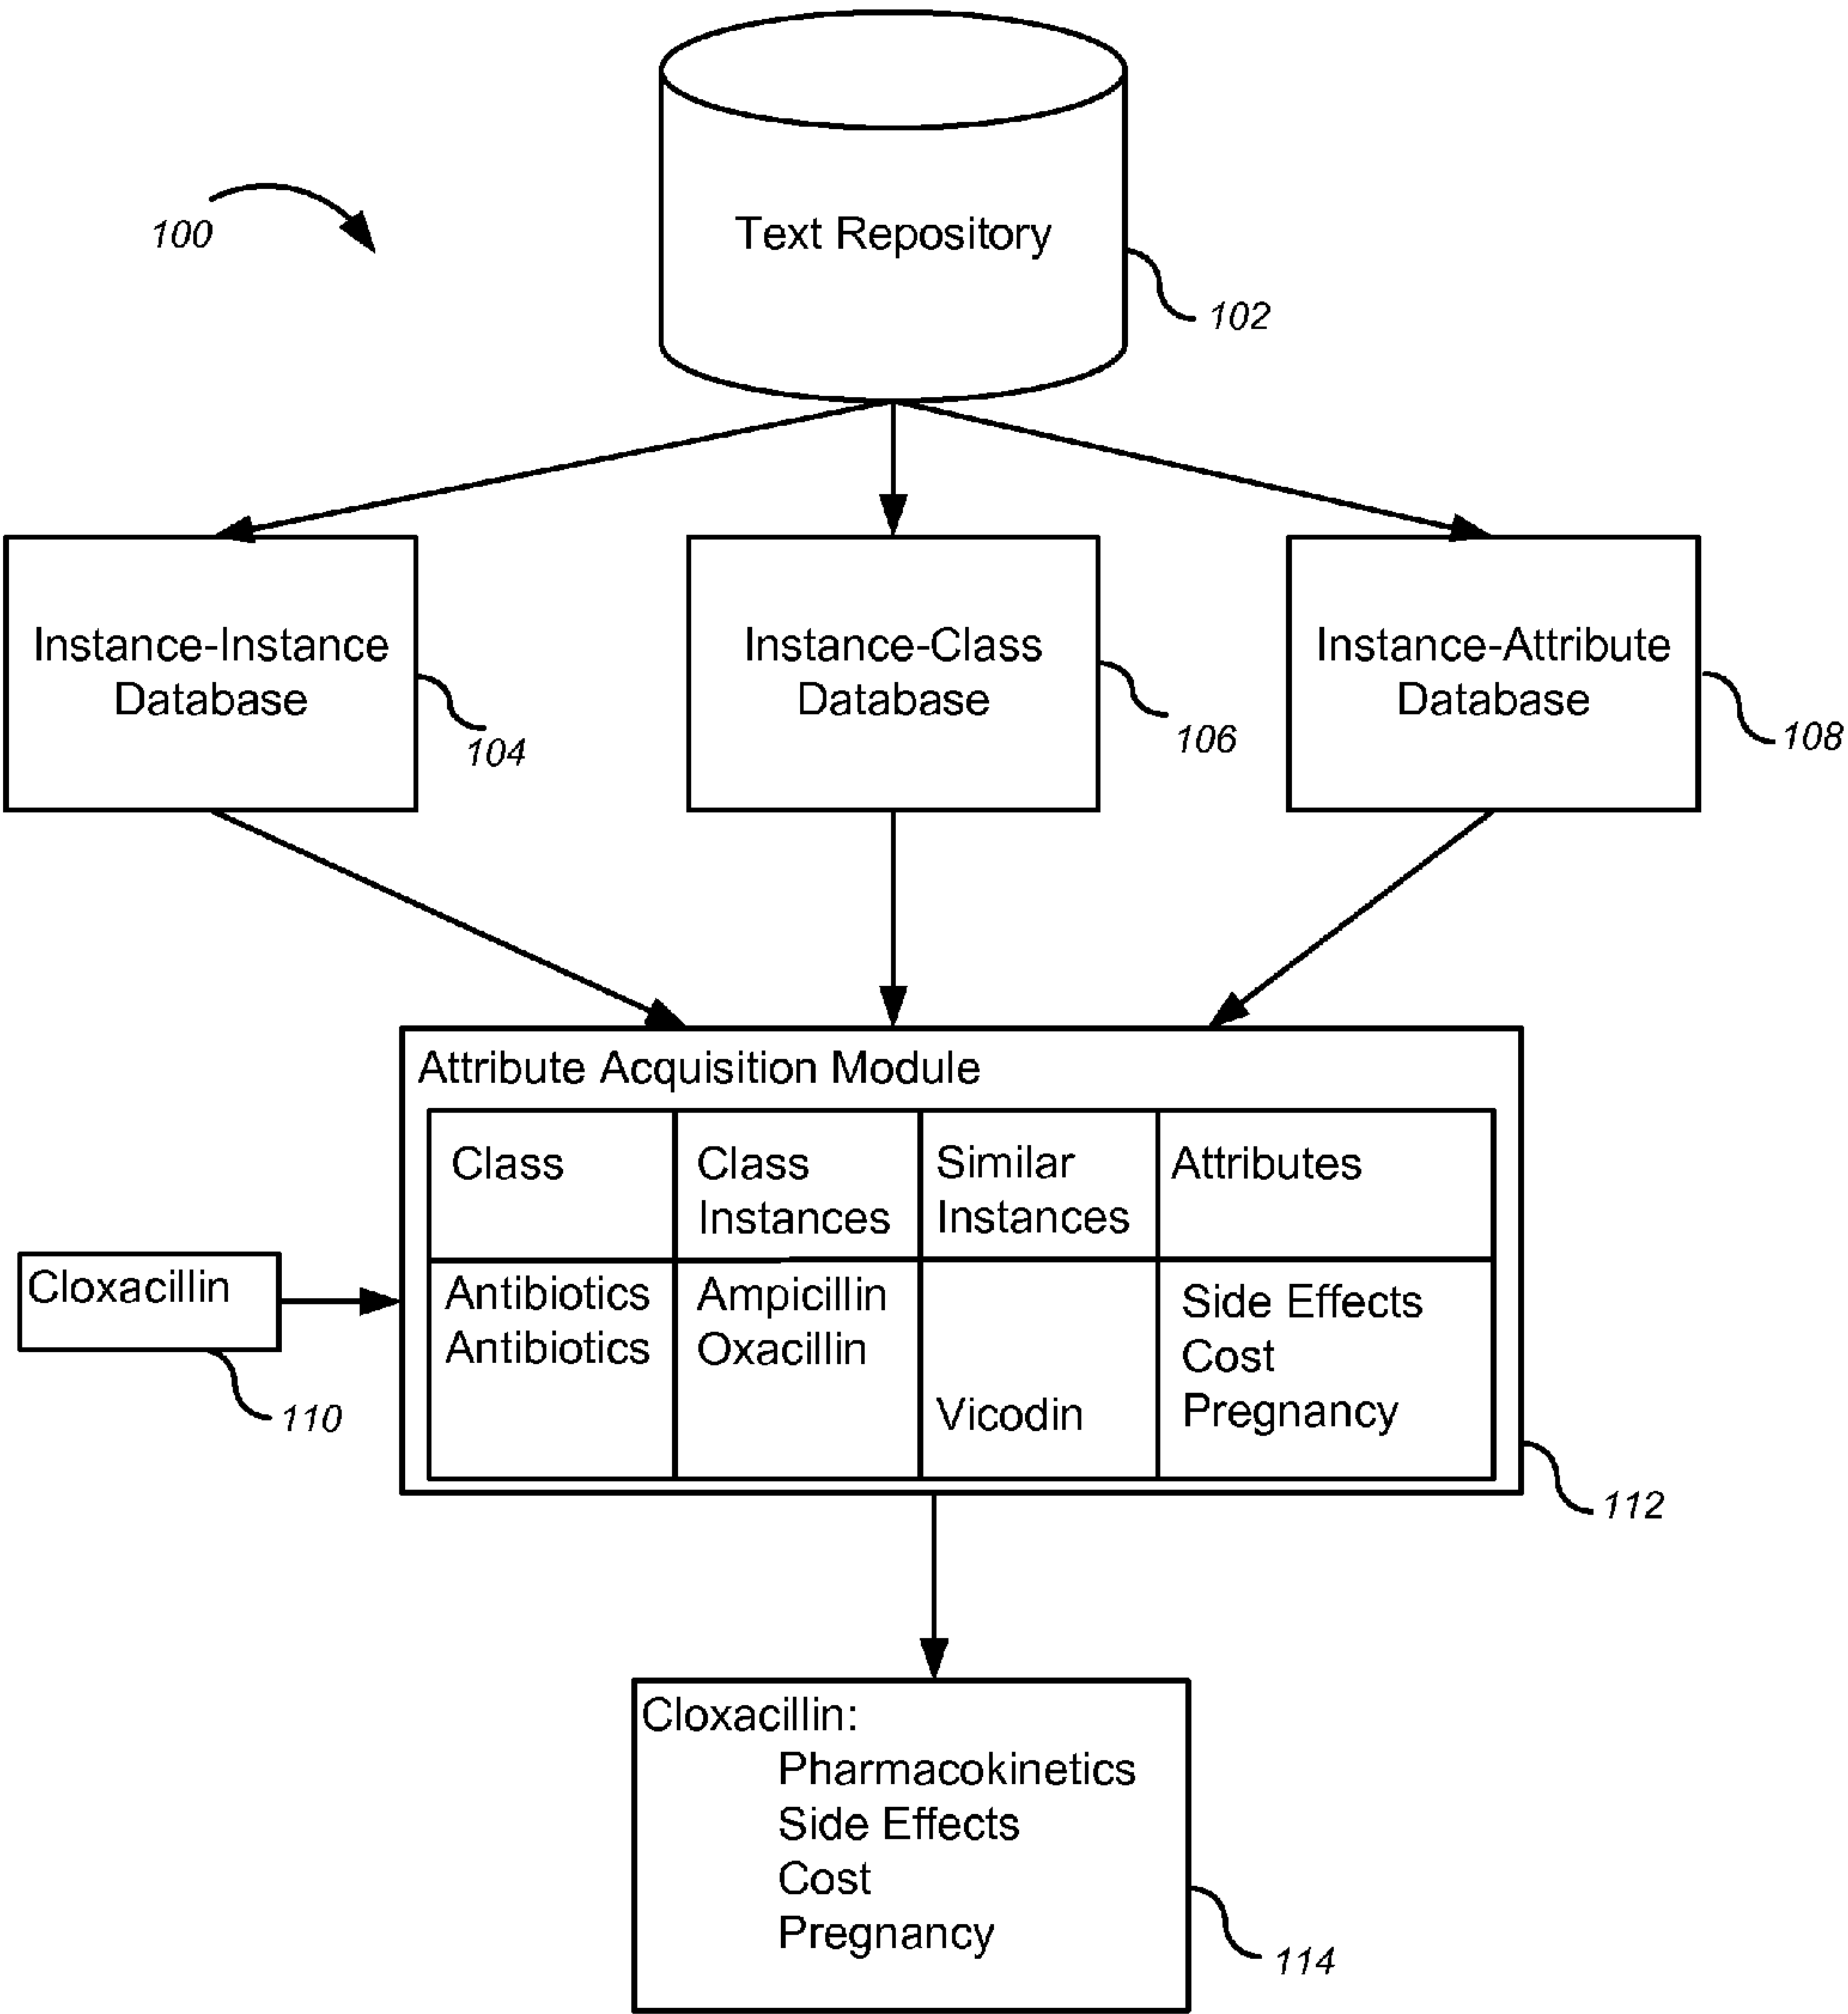 Text Repository
100
102
Instance-Instance
Database
104
Instance-Class
Database
106
Instance-Attribute
Database
108
Attribute Acquisition Module
Class
Class
Instances
Similar
Instances
Attributes
Cloxacillin
110
Antibiotics
Antibiotics
Ampicillin
Oxacillin
Vicodin
Side Effects
Cost
Pregnancy
112
Cloxacillin:
Pharmacokinetics
Side Effects
Cost
Pregnancy
114